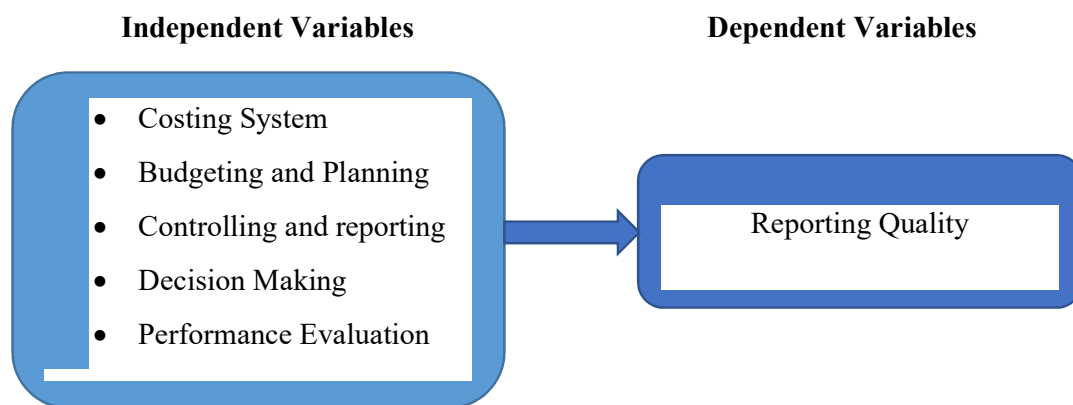 Independent Variables
Dependent Variables
• Costing System
• Budgeting and Planning
• Controlling and reporting
• Decision Making
• Performance Evaluation
Reporting Quality